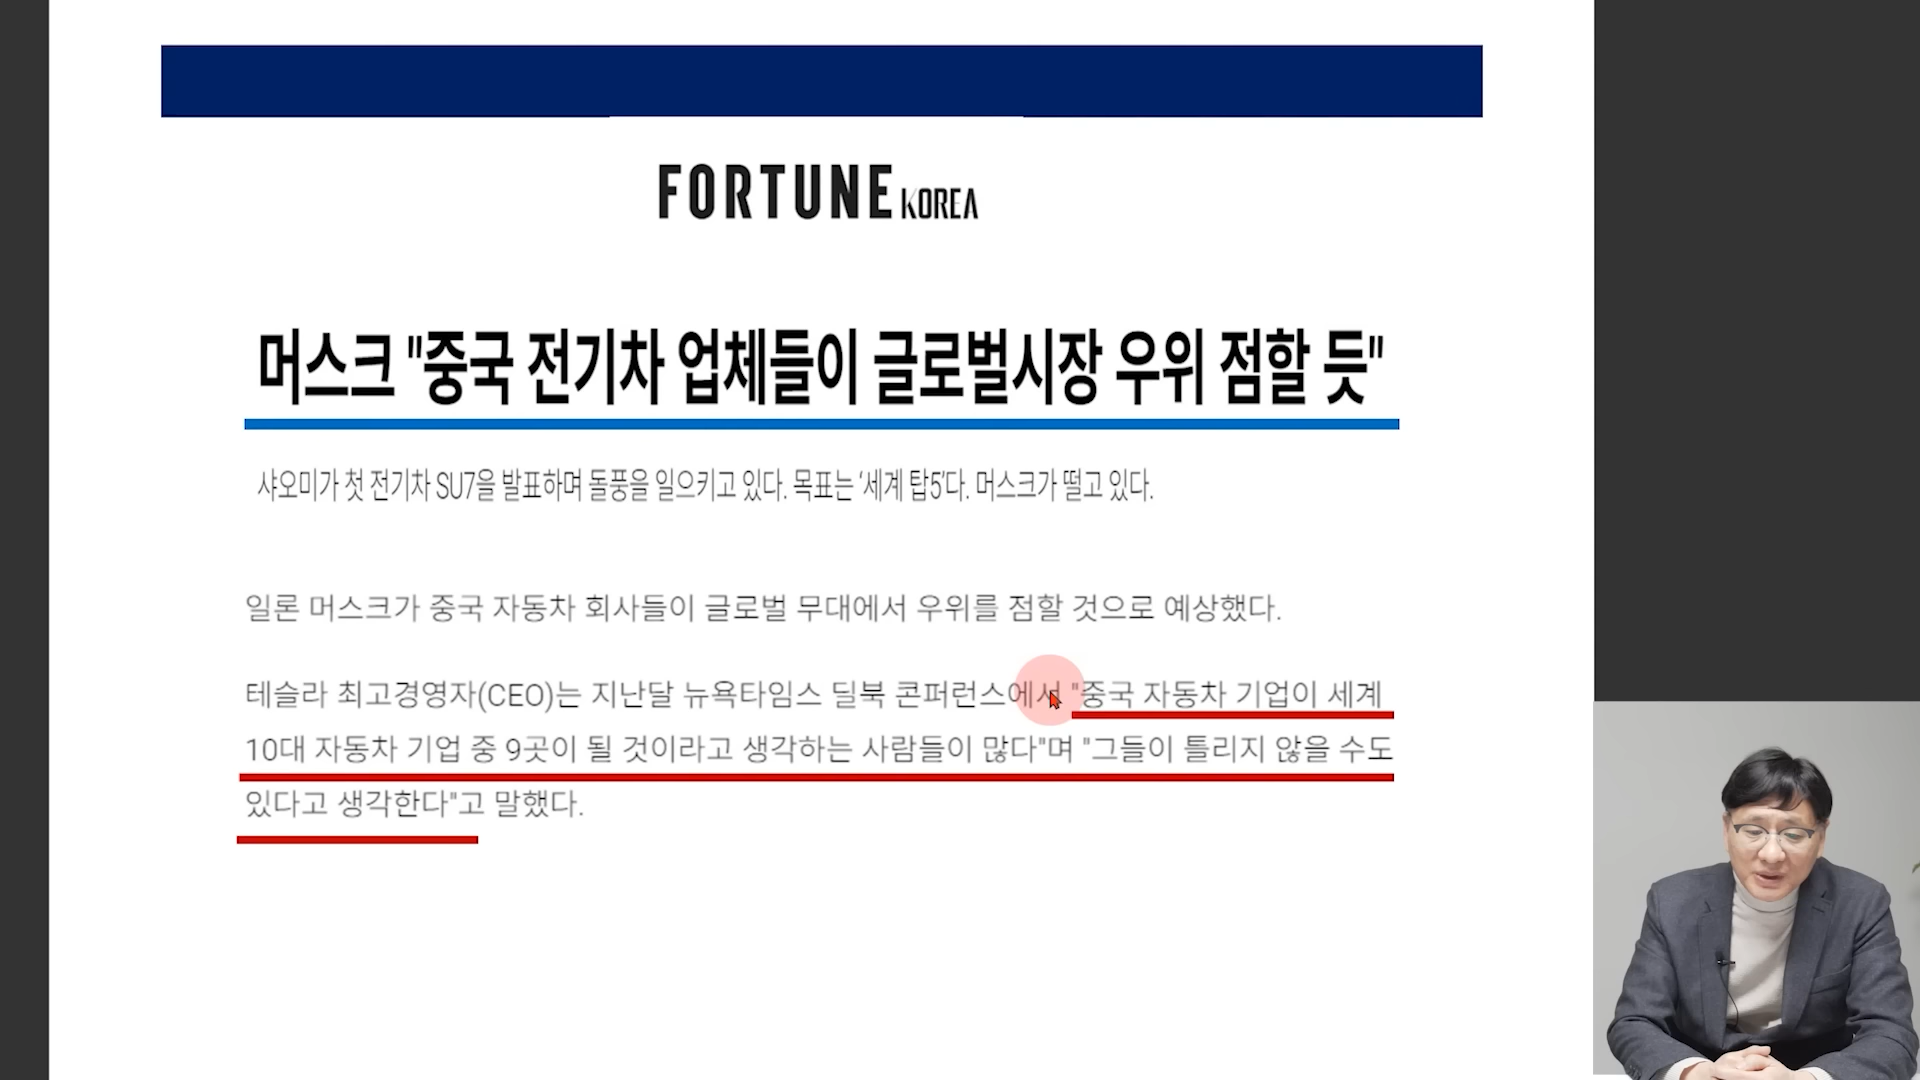 FORTUNE KOREA
머스크 "중국 전기차 업체들이 글로벌시장 우위 점할 듯"
샤오미가 첫 전기차 SU7을 발표하며 돌풍을 일으키고 있다. 목표는 ‘세계 탑5’다. 머스크가 떨고 있다.
일론 머스크가 중국 자동차 회사들이 글로벌 무대에서 우위를 점할 것으로 예상했다.
테슬라 최고경영자(CEO)는 지난달 뉴욕타임스 딜북 콘퍼런스에서 "중국 자동차 기업이 세계
10대 자동차 기업 중 9곳이 될 것이라고 생각하는 사람들이 많다"며 "그들이 틀리지 않을 수도
있다고 생각한다"고 말했다.